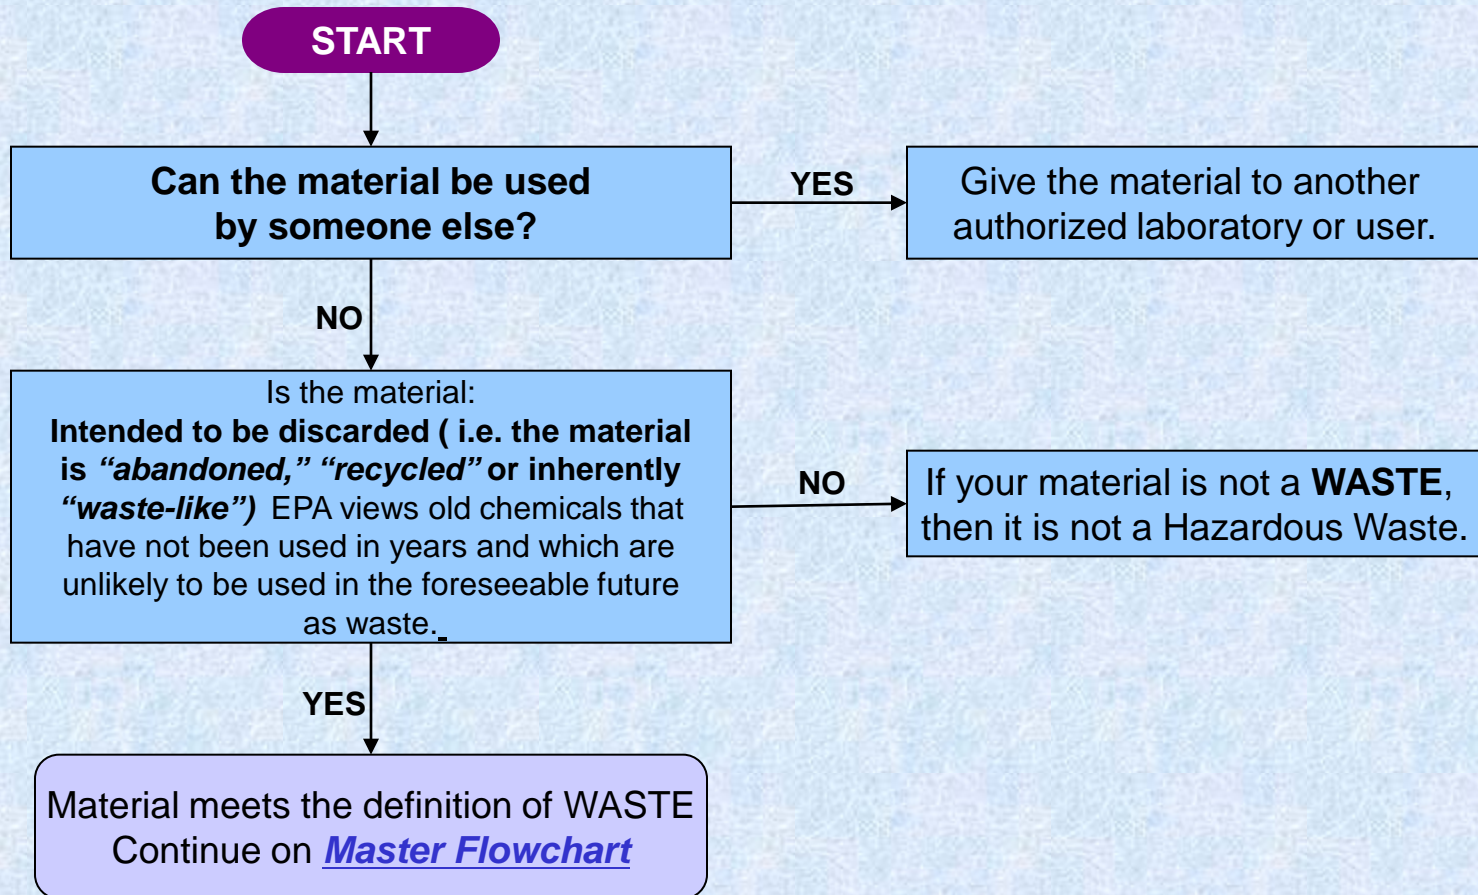 START
Can the material be used
by someone else?
YES
Give the material to another
authorized laboratory or user.
NO
Is the material:
Intended to be discarded ( i.e. the material
is “abandoned,” “recycled” or inherently
“waste-like”) EPA views old chemicals that
have not been used in years and which are
unlikely to be used in the foreseeable future
as waste.
NO
If your material is not a WASTE,
then it is not a Hazardous Waste.
YES
Material meets the definition of WASTE
Continue on Master Flowchart